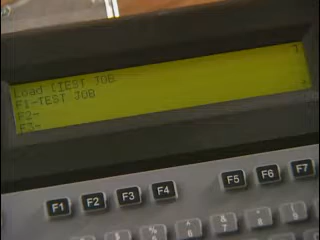 Load (TEST JOB
F1-TEST JOB
F2-
F3-
F1 F2 F3 F4 F5 F6 F7